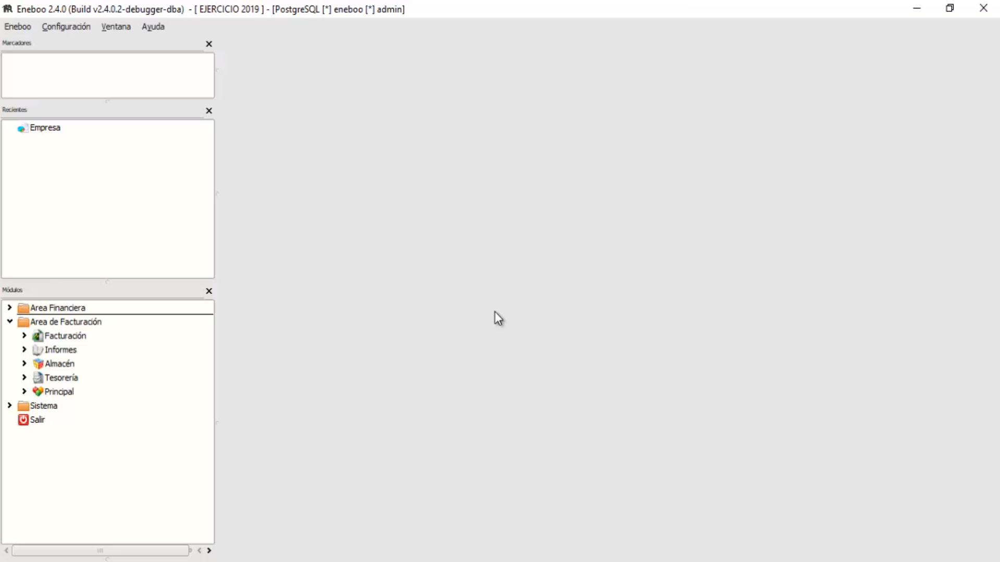 Eneboo 2.4.0 (Build v2.4.0.2-debugger-dba) - [ EJERCICIO 2019 ] - [PostgreSQL [*] eneboo [*] admin]
Eneboo Configuración Ventana Ayuda
Marcadores
Recientes
Empresa
Módulos
Area Financiera
Area de Facturación
Facturación
Informes
Almacén
Tesorería
Principal
Sistema
Salir